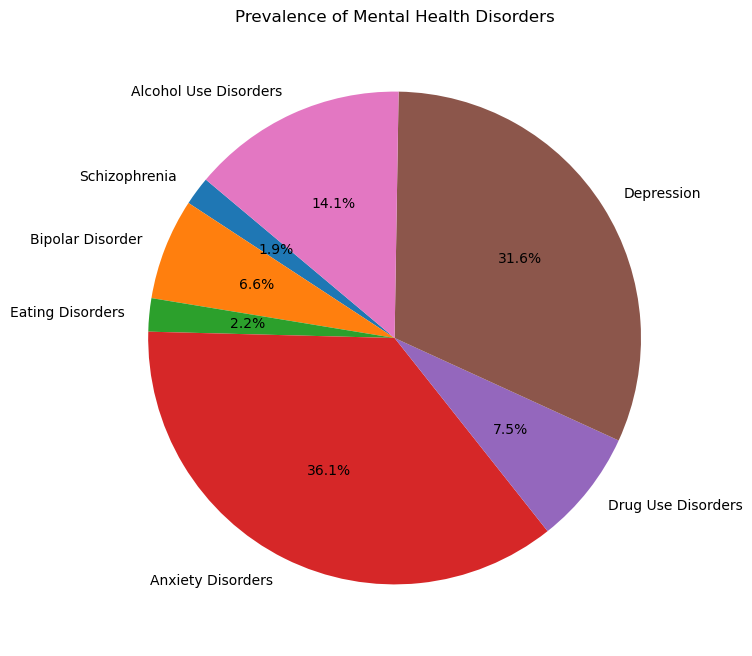 Prevalence of Mental Health Disorders
Alcohol Use Disorders
Schizophrenia
Bipolar Disorder
Eating Disorders
Anxiety Disorders
Drug Use Disorders
Depression
14.1%
1.9%
6.6%
2.2%
36.1%
7.5%
31.6%